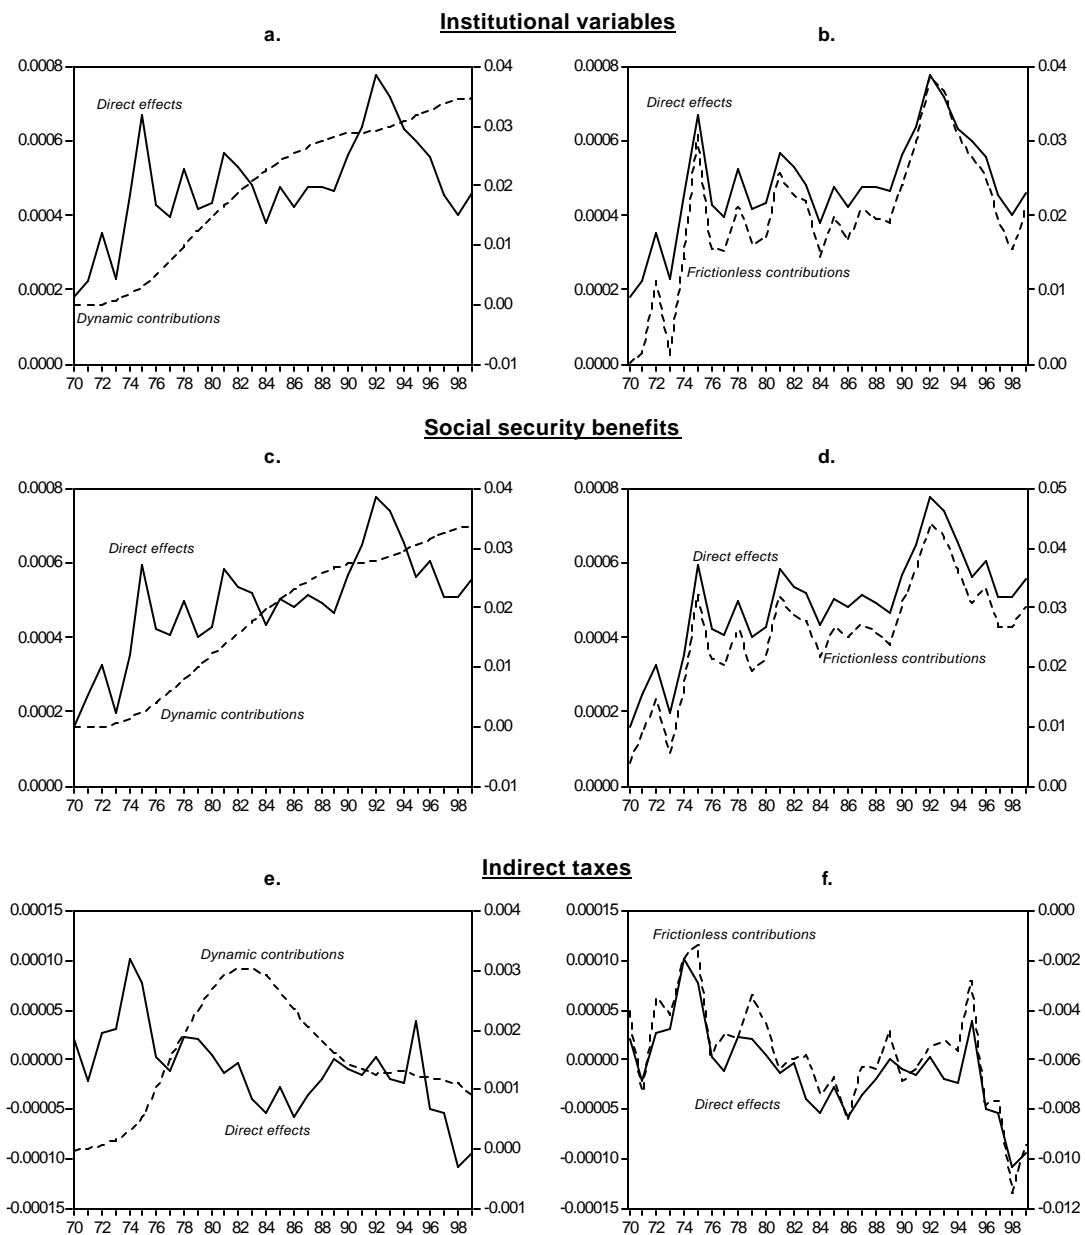 Institutional variables
a.
b.
0.0008
0.04
0.0008
0.04
Direct effects
Direct effects
0.03
0.0006
0.0006
0.03
0.02
0.0004
0.0004
0.02
0.01
Frictionless contributions
0.0002
0.0002
0.01
0.00
Dynamic contributions
0.0000
-0.01
0.0000
0.00
70 72 74 76 78 80 82 84 86 88 90 92 94 96 98
70 72 74 76 78 80 82 84 86 88 90 92 94 96 98
Social security benefits
c.
d.
0.0008
0.04
0.0008
0.05
Direct effects
Direct effects
0.03
0.04
0.0006
0.0006
0.02
0.03
0.0004
0.0004
Frictionless contributions
0.01
0.02
Dynamic contributions
0.0002
0.00
0.0002
0.01
0.0000
-0.01
0.0000
0.00
70 72 74 76 78 80 82 84 86 88 90 92 94 96 98
70 72 74 76 78 80 82 84 86 88 90 92 94 96 98
Indirect taxes
e.
f.
0.00015
0.004
0.00015
0.000
Frictionless contributions
Dynamic contributions
0.00010
0.003
0.00010
-0.002
0.00005
0.002
0.00005
-0.004
0.00000
0.00000
-0.006
0.001
-0.00005
-0.00005
-0.008
Direct effects
Direct effects
-0.00010
0.000
-0.00010
-0.010
-0.00015
-0.001
-0.00015
-0.012
70 72 74 76 78 80 82 84 86 88 90 92 94 96 98
70 72 74 76 78 80 82 84 86 88 90 92 94 96 98